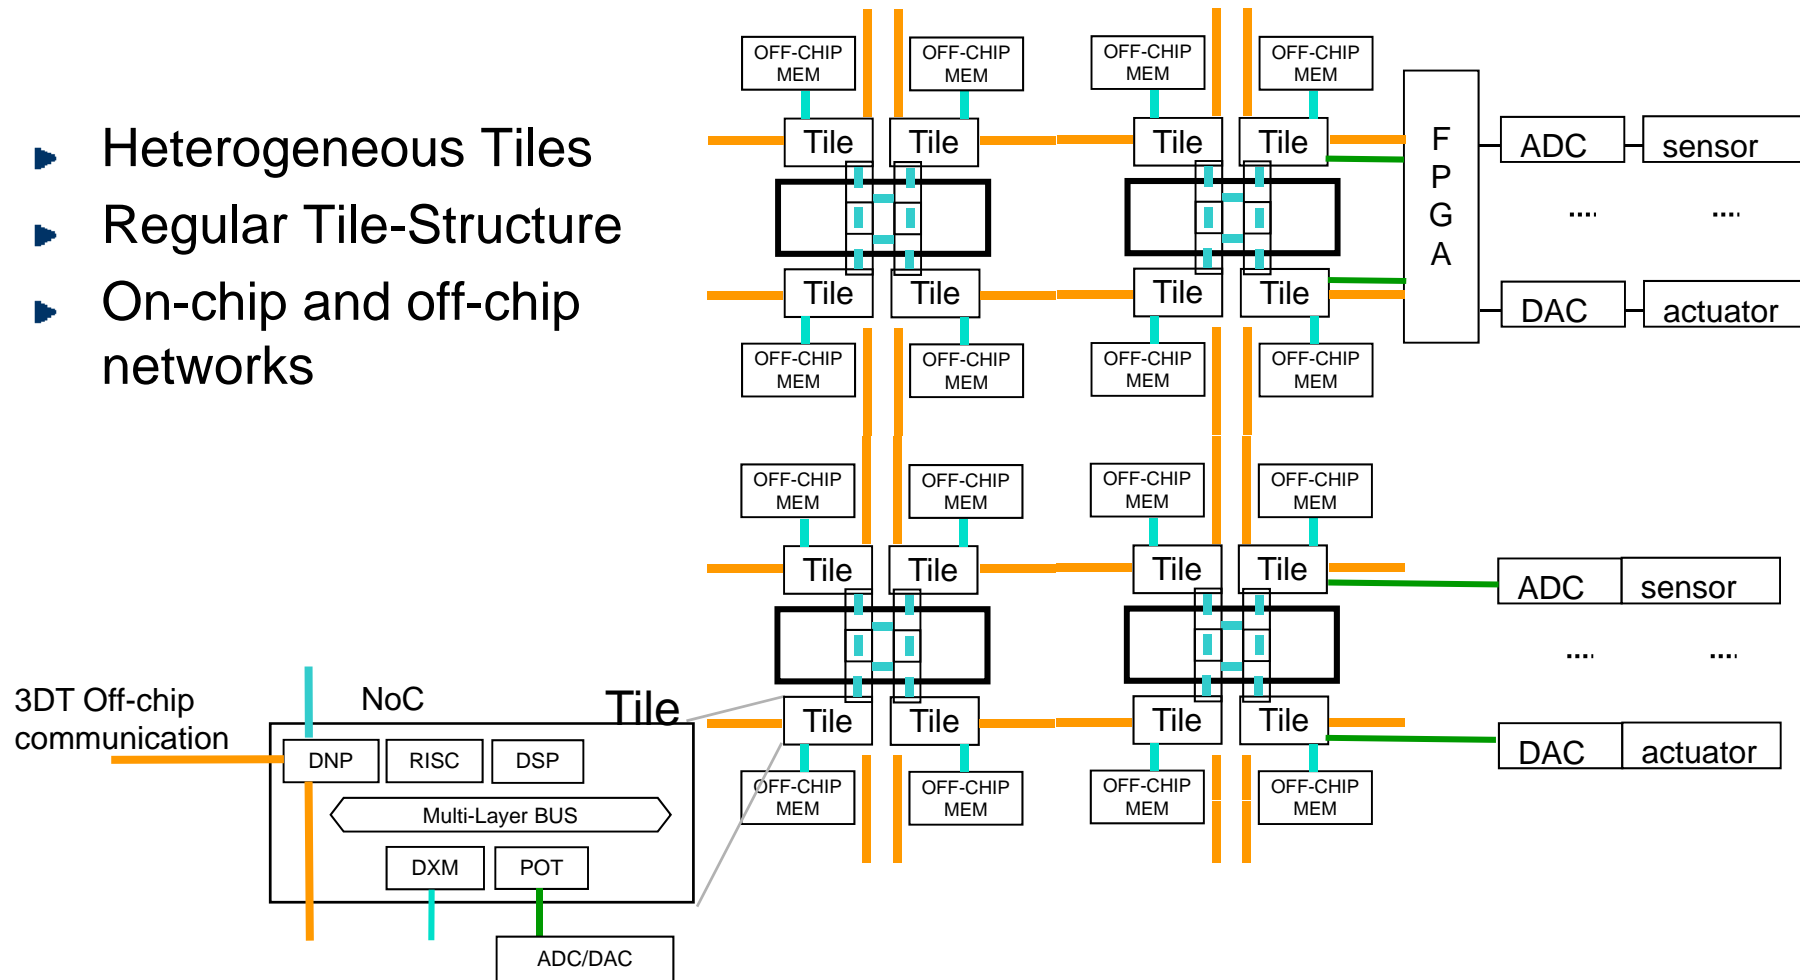 Heterogeneous Tiles
Regular Tile-Structure
On-chip and off-chip
networks
OFF-CHIP
MEM
OFF-CHIP
MEM
OFF-CHIP
MEM
OFF-CHIP
MEM
Tile
Tile
Tile
Tile
F
P
G
A
ADC
sensor
....
....
Tile
Tile
Tile
Tile
DAC
actuator
OFF-CHIP
MEM
OFF-CHIP
MEM
OFF-CHIP
MEM
OFF-CHIP
MEM
OFF-CHIP
MEM
OFF-CHIP
MEM
OFF-CHIP
MEM
OFF-CHIP
MEM
Tile
Tile
Tile
Tile
ADC
sensor
....
....
Tile
Tile
Tile
Tile
DAC
actuator
OFF-CHIP
MEM
OFF-CHIP
MEM
OFF-CHIP
MEM
OFF-CHIP
MEM
3DT Off-chip
communication
NoC
Tile
DNP
RISC
DSP
Multi-Layer BUS
DXM
POT
ADC/DAC